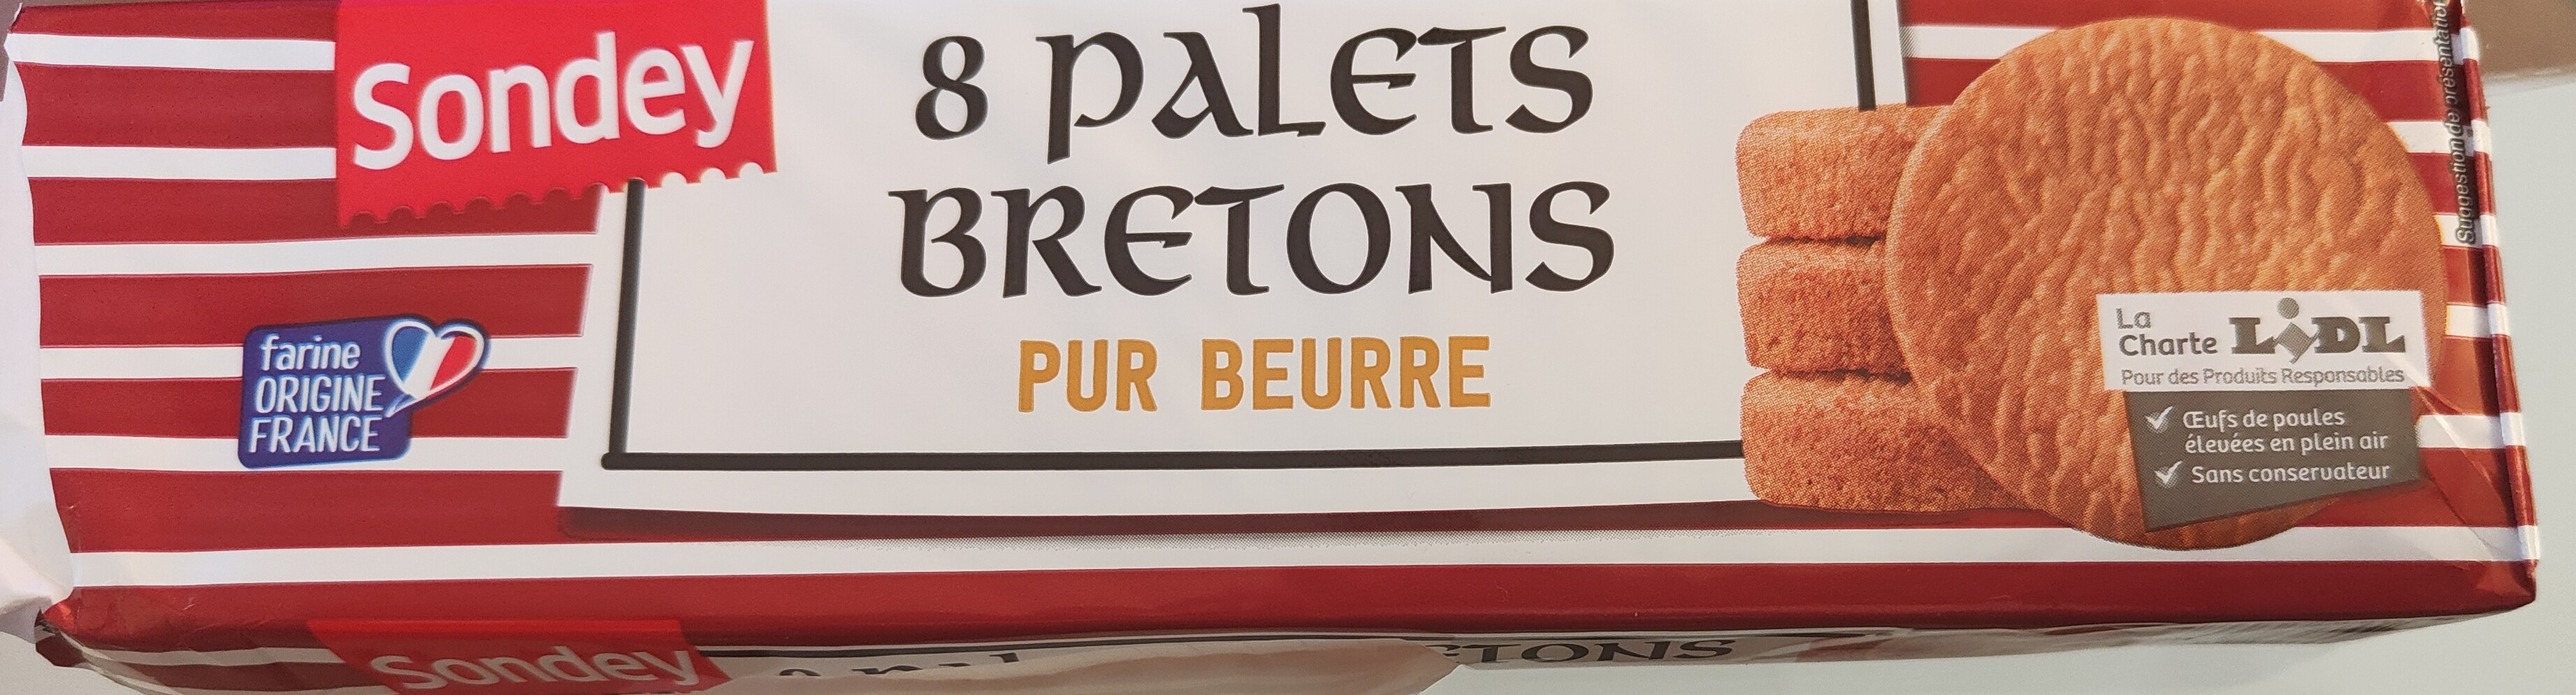 Sondey
8 PALETS
BRETONS
PUR BEURRE
farine
ORIGINE
FRANCE
Suggestion de présentation
La
Charte LIDL
Pour des Produits Responsables
Œufs de poules
élevées en plein air
Sans conservateur
Sondey